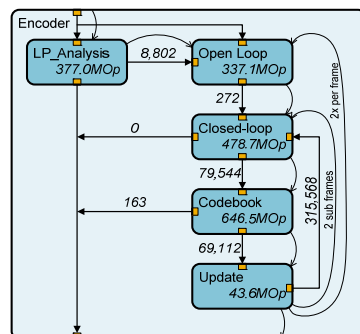 Encoder
LP_Analysis
377.0MOp
8,802
Open Loop
337.1MOp
272
2x per frame
0
Closed-loop
478.7MOp
79,544
2 sub frames
315,568
163
Codebook
646.5MOp
69,112
Update
43.6MOp